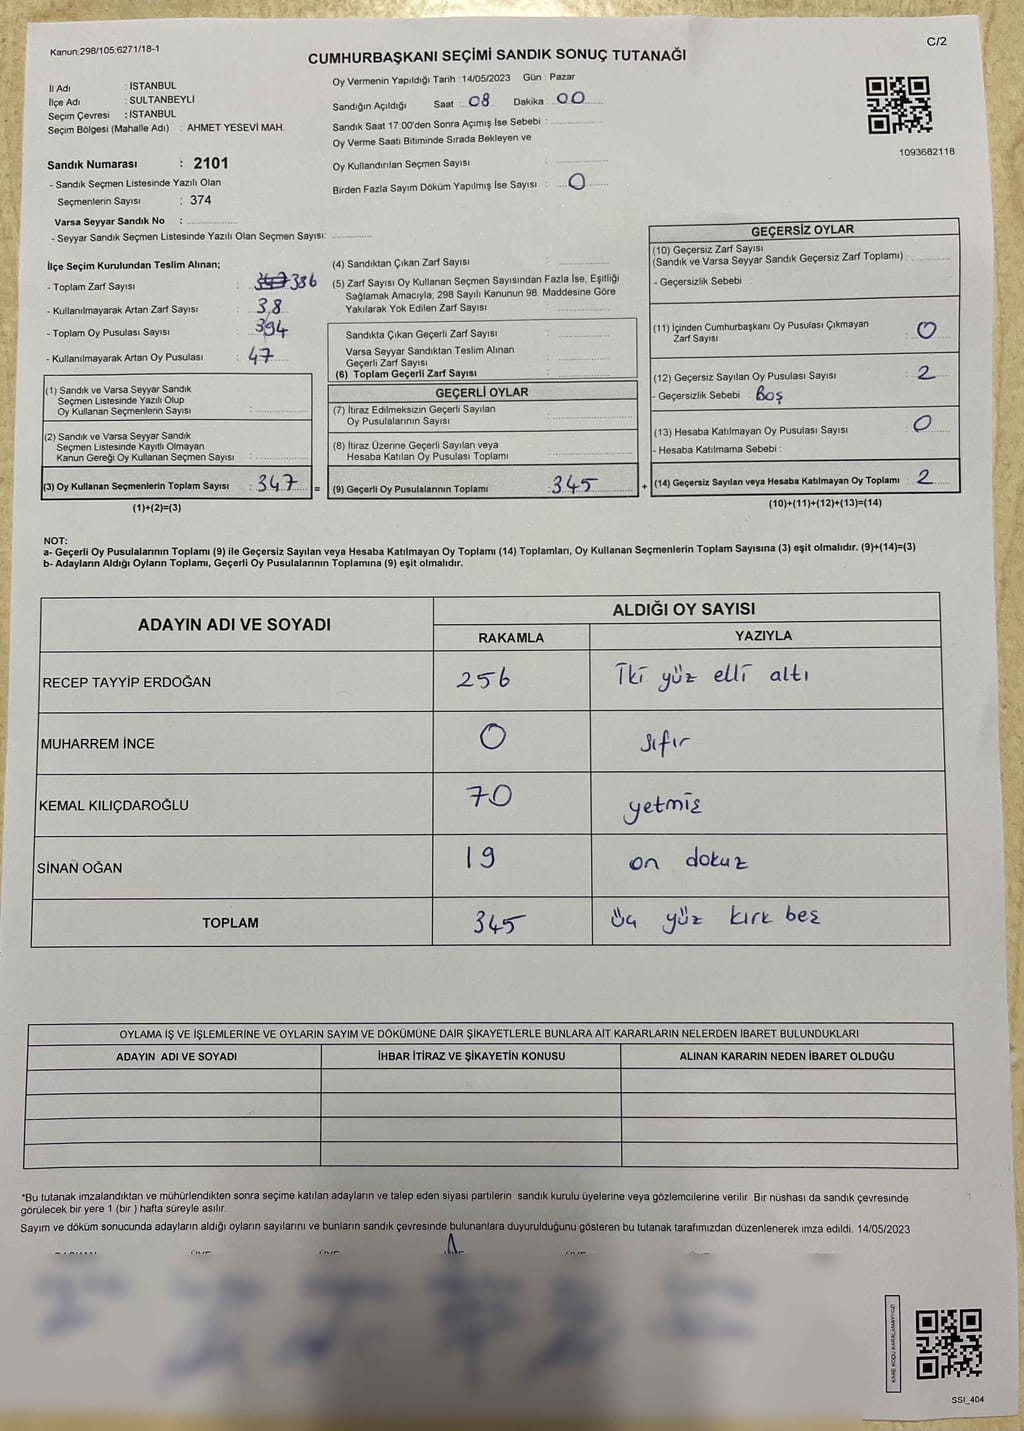 Kanun:298/105:6271/18-1
C/2
CUMHURBAŞKANI SEÇİMİ SANDIK SONUÇ TUTANAĞI
İl Adı : İSTANBUL
İlçe Adı : SULTANBEYLİ
Seçim Çevresi : İSTANBUL
Seçim Bölgesi (Mahalle Adı) : AHMET YESEVİ MAH.
Sandık Numarası : 2101
- Sandık Seçmen Listesinde Yazılı Olan
Seçmenlerin Sayısı : 374
Varsa Seyyar Sandık No :
- Seyyar Sandık Seçmen Listesinde Yazılı Olan Seçmen Sayısı:
Oy Vermenin Yapıldığı Tarih : 14/05/2023 Gün : Pazar
Sandığın Açıldığı Saat : 08 Dakika : 00
Sandık Saat 17:00'den Sonra Açımış İse Sebebi :
Oy Verme Saati Bitiminde Sırada Bekleyen ve
Oy Kullandırılan Seçmen Sayısı :
Birden Fazla Sayım Döküm Yapılmış İse Sayısı : 0
1093682118
İlçe Seçim Kurulundan Teslim Alınan;
- Toplam Zarf Sayısı : 386
- Kullanılmayarak Artan Zarf Sayısı : 38
- Toplam Oy Pusulası Sayısı : 394
- Kullanılmayarak Artan Oy Pusulası : 47
(1) Sandık ve Varsa Seyyar Sandık
Seçmen Listesinde Yazılı Olup
Oy Kullanan Seçmenlerin Sayısı :
(2) Sandık ve Varsa Seyyar Sandık
Seçmen Listesinde Kayıtlı Olmayan
Kanun Gereği Oy Kullanan Seçmen Sayısı :
(3) Oy Kullanan Seçmenlerin Toplam Sayısı : 347 =
(1)+(2)=(3)
(4) Sandıktan Çıkan Zarf Sayısı :
(5) Zarf Sayısı Oy Kullanan Seçmen Sayısından Fazla İse, Eşitliği
Sağlamak Amacıyla; 298 Sayılı Kanunun 98. Maddesine Göre
Yakılarak Yok Edilen Zarf Sayısı :
Sandıkta Çıkan Geçerli Zarf Sayısı :
Varsa Seyyar Sandıktan Teslim Alınan
Geçerli Zarf Sayısı :
(6) Toplam Geçerli Zarf Sayısı :
GEÇERLİ OYLAR
(7) İtiraz Edilmeksizin Geçerli Sayılan
Oy Pusulalarının Sayısı :
(8) İtiraz Üzerine Geçerli Sayılan veya
Hesaba Katılan Oy Pusulası Toplamı :
(9) Geçerli Oy Pusulalarının Toplamı : 345 +
GEÇERSİZ OYLAR
(10) Geçersiz Zarf Sayısı
(Sandık ve Varsa Seyyar Sandık Geçersiz Zarf Toplamı) :
- Geçersizlik Sebebi :
(11) İçinden Cumhurbaşkanı Oy Pusulası Çıkmayan
Zarf Sayısı : 0
(12) Geçersiz Sayılan Oy Pusulası Sayısı : 2
- Geçersizlik Sebebi : Boş
(13) Hesaba Katılmayan Oy Pusulası Sayısı : 0
- Hesaba Katılmama Sebebi :
(14) Geçersiz Sayılan veya Hesaba Katılmayan Oy Toplamı : 2
(10)+(11)+(12)+(13)=(14)
NOT:
a- Geçerli Oy Pusulalarının Toplamı (9) ile Geçersiz Sayılan veya Hesaba Katılmayan Oy Toplamı (14) Toplamları, Oy Kullanan Seçmenlerin Toplam Sayısına (3) eşit olmalıdır. (9)+(14)=(3)
b- Adayların Aldığı Oyların Toplamı, Geçerli Oy Pusulalarının Toplamına (9) eşit olmalıdır.
ADAYIN ADI VE SOYADI ALDIĞI OY SAYISI
RAKAMLA YAZIYLA
RECEP TAYYİP ERDOĞAN 256 İki yüz elli altı
MUHARREM İNCE 0 sıfır
KEMAL KILIÇDAROĞLU 70 yetmiş
SİNAN OĞAN 19 on dokuz
TOPLAM 345 üç yüz kırk beş
OYLAMA İŞ VE İŞLEMLERİNE VE OYLARIN SAYIM VE DÖKÜMÜNE DAİR ŞİKAYETLERLE BUNLARA AİT KARARLARIN NELERDEN İBARET BULUNDUKLARI
ADAYIN ADI VE SOYADI İHBAR İTİRAZ VE ŞİKAYETİN KONUSU ALINAN KARARIN NEDEN İBARET OLDUĞU
*Bu tutanak imzalandıktan ve mühürlendikten sonra seçime katılan adayların ve talep eden siyasi partilerin sandık kurulu üyelerine veya gözlemcilerine verilir. Bir nüshası da sandık çevresinde
görülecek bir yere 1 (bir) hafta süreyle asılır.
Sayım ve döküm sonucunda adayların aldığı oyların sayılarını ve bunların sandık çevresinde bulunanlara duyurulduğunu gösteren bu tutanak tarafımızdan düzenlenerek imza edildi. 14/05/2023
KARE KODU KARALAMAYINIZ!
SSI_404